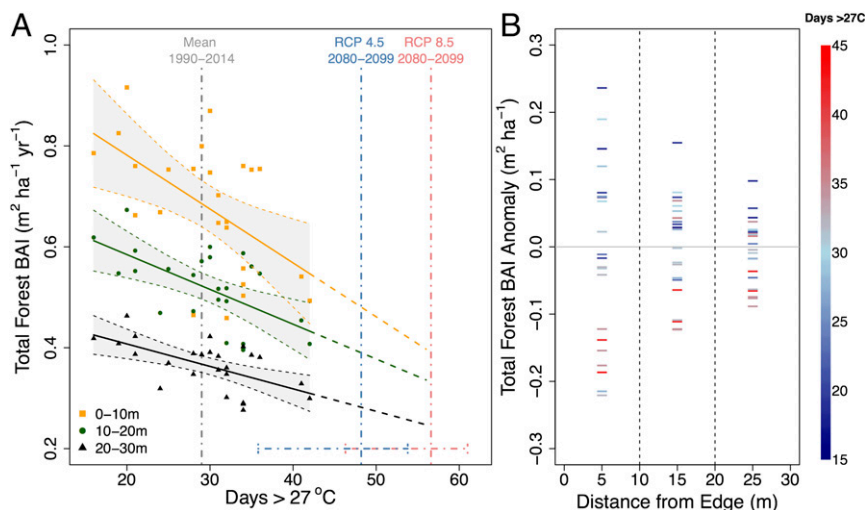 A
B
Mean
1990−2014
RCP 4.5
2080−2099
RCP 8.5
2080−2099
Days >27C
Total Forest BAI (m² ha⁻¹ yr⁻¹)
1.0
0.8
0.6
0.4
0.2
0−10m
10−20m
20−30m
20
30
40
50
60
Days > 27 °C
Total Forest BAI Anomaly (m² ha⁻¹)
0.3
0.2
0.1
0.0
−0.1
−0.2
−0.3
0
5
10
15
20
25
30
Distance from Edge (m)
45
40
35
30
25
20
15